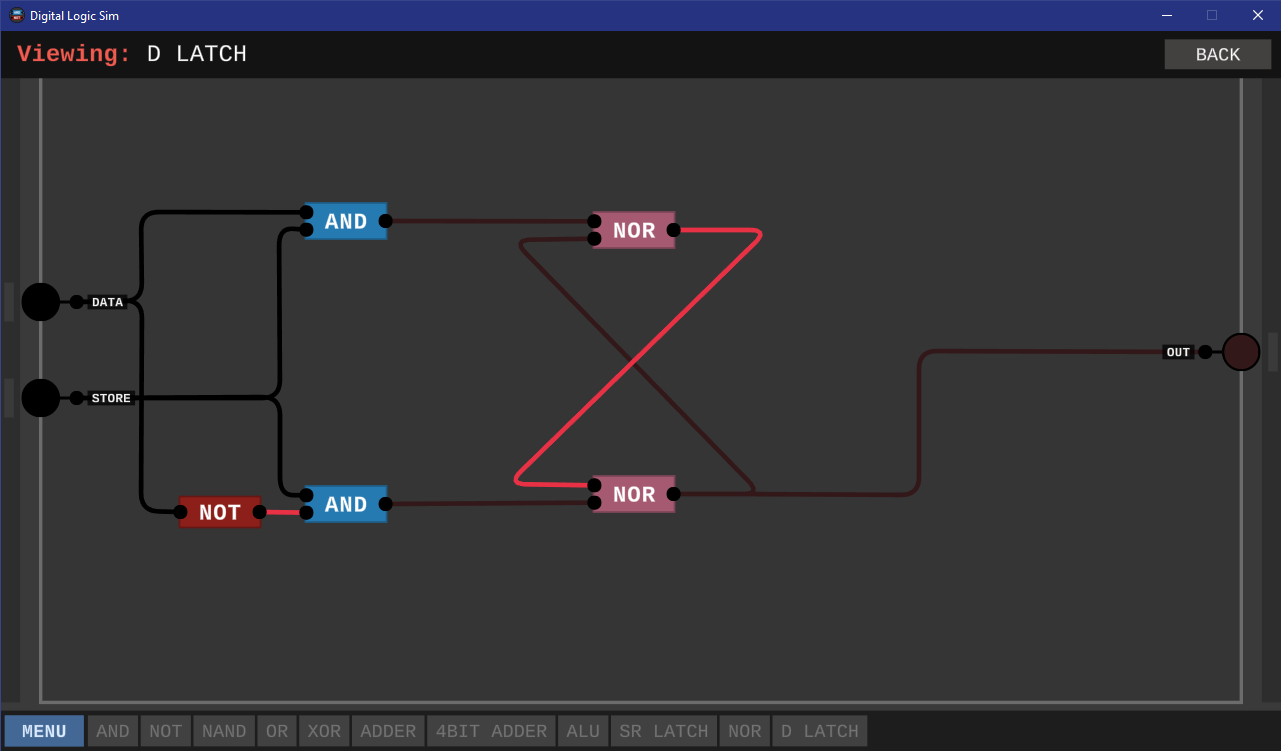 Digital Logic Sim
Viewing: D LATCH
BACK
AND
NOR
DATA
OUT
STORE
NOT
AND
NOR
MENU AND NOT NAND OR XOR ADDER 4BIT ADDER ALU SR LATCH NOR D LATCH